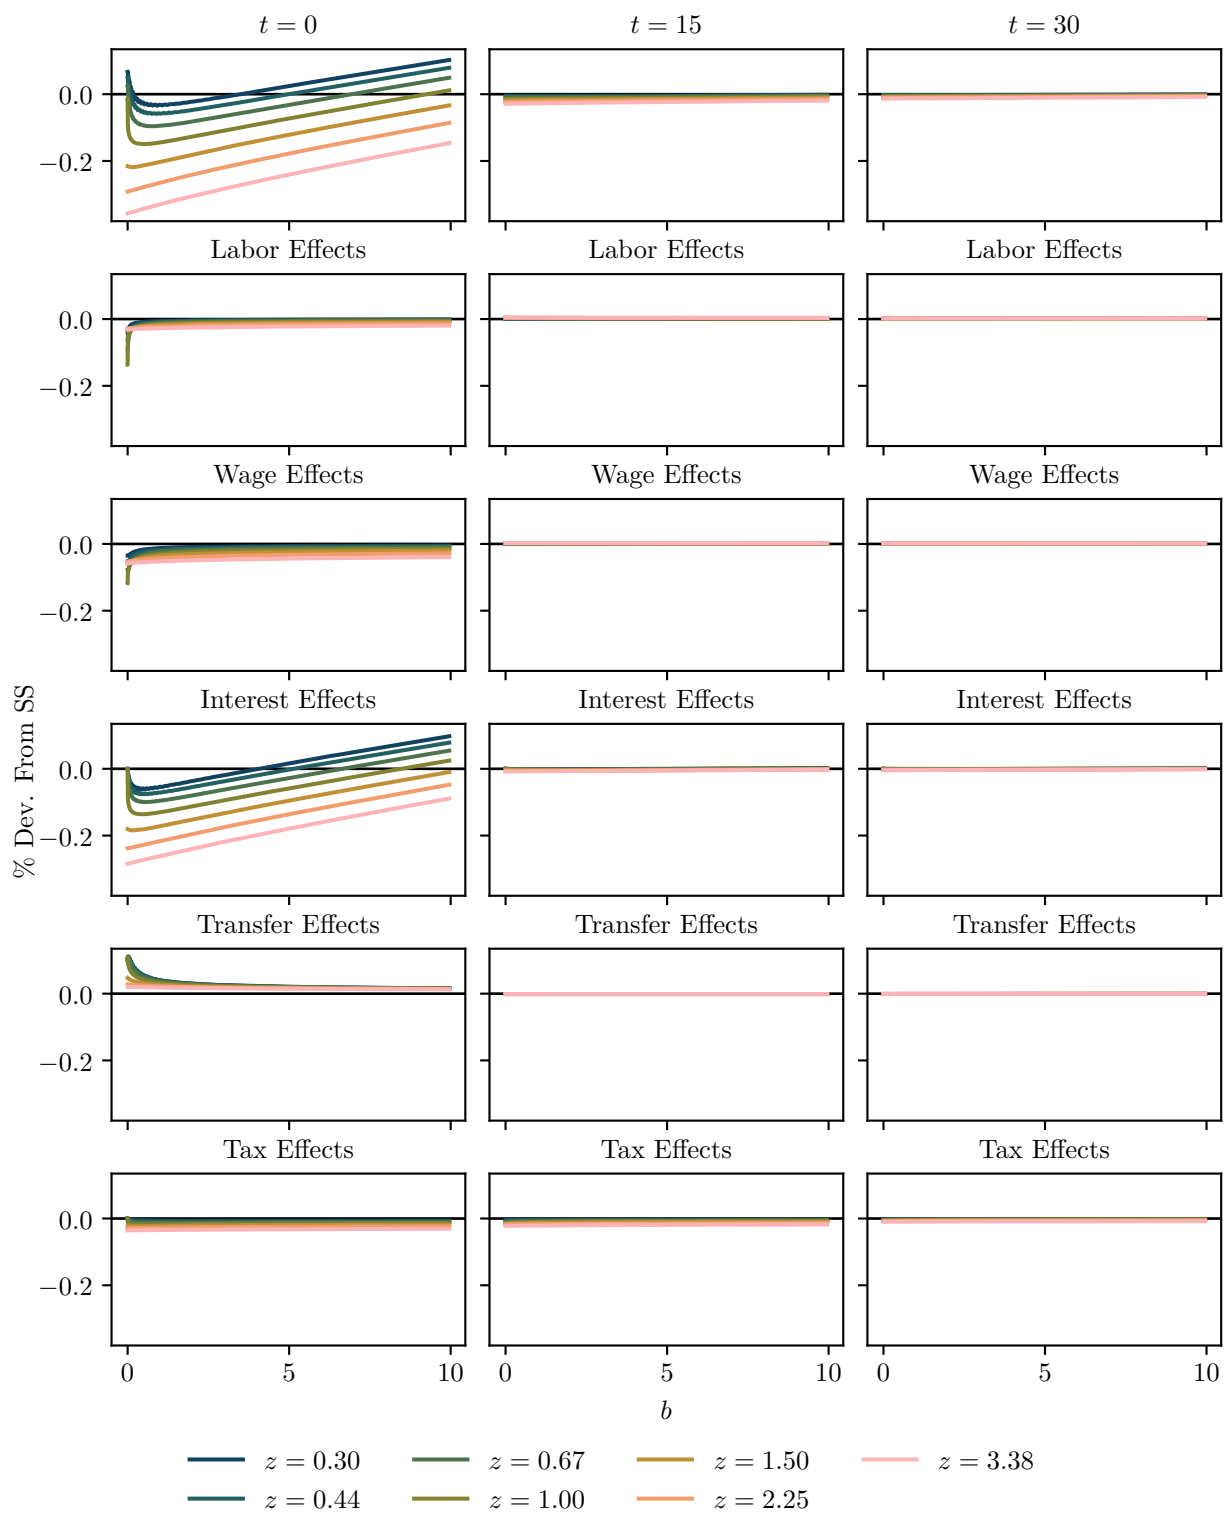 t = 0 t = 15 t = 30
0.0
−0.2
Labor Effects Labor Effects Labor Effects
0.0
−0.2
Wage Effects Wage Effects Wage Effects
0.0
−0.2
% Dev. From SS
Interest Effects Interest Effects Interest Effects
0.0
−0.2
Transfer Effects Transfer Effects Transfer Effects
0.0
−0.2
Tax Effects Tax Effects Tax Effects
0.0
−0.2
0 5 10 0 5 10 0 5 10
b
z = 0.30 z = 0.67 z = 1.50 z = 3.38
z = 0.44 z = 1.00 z = 2.25